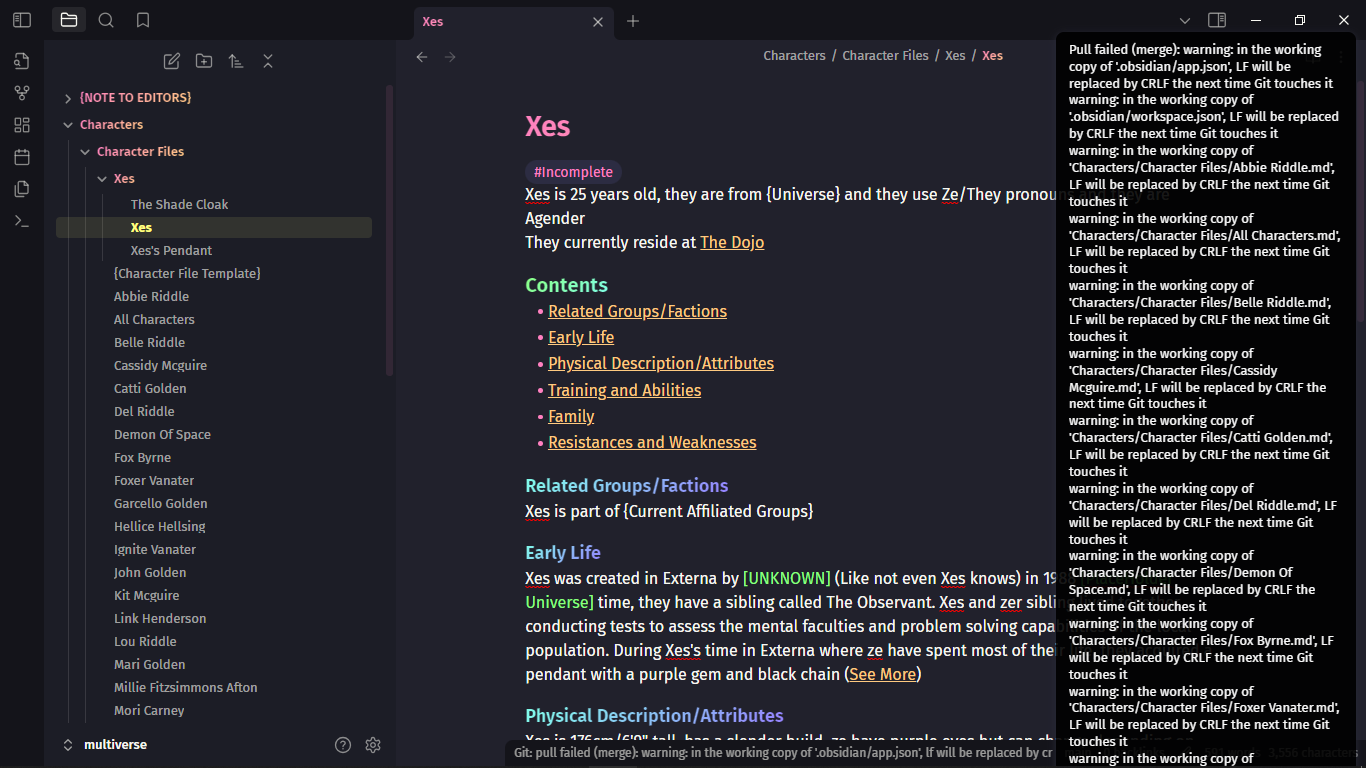 Xes
Characters / Character Files / Xes / Xes
{NOTE TO EDITORS}
Characters
Character Files
Xes
The Shade Cloak
Xes
Xes's Pendant
{Character File Template}
Abbie Riddle
All Characters
Belle Riddle
Cassidy Mcguire
Catti Golden
Del Riddle
Demon Of Space
Fox Byrne
Foxer Vanater
Garcello Golden
Hellice Hellsing
Ignite Vanater
John Golden
Kit Mcguire
Link Henderson
Lou Riddle
Mari Golden
Millie Fitzsimmons Afton
Mori Carney
multiverse
Xes
#Incomplete
Xes is 25 years old, they are from {Universe} and they use Ze/They pronouns and they are
Agender
They currently reside at The Dojo
Contents
• Related Groups/Factions
• Early Life
• Physical Description/Attributes
• Training and Abilities
• Family
• Resistances and Weaknesses
Related Groups/Factions
Xes is part of {Current Affiliated Groups}
Early Life
Xes was created in Externa by [UNKNOWN] (Like not even Xes knows) in 1988
Universe] time, they have a sibling called The Observant. Xes and zer sibling
conducting tests to assess the mental faculties and problem solving capabilities
population. During Xes's time in Externa where ze have spent most of their
pendant with a purple gem and black chain (See More)
Physical Description/Attributes
Xes is 176cm/6'0" tall, has a slender build, ze have purple eyes but can
Git: pull failed (merge): warning: in the working copy of '.obsidian/app.json', lf will be replaced by cr
501 words 3,556 characters
Pull failed (merge): warning: in the working
copy of '.obsidian/app.json', LF will be
replaced by CRLF the next time Git touches it
warning: in the working copy of
'.obsidian/workspace.json', LF will be replaced
by CRLF the next time Git touches it
warning: in the working copy of
'Characters/Character Files/Abbie Riddle.md',
LF will be replaced by CRLF the next time Git
touches it
warning: in the working copy of
'Characters/Character Files/All Characters.md',
LF will be replaced by CRLF the next time Git
touches it
warning: in the working copy of
'Characters/Character Files/Belle Riddle.md',
LF will be replaced by CRLF the next time Git
touches it
warning: in the working copy of
'Characters/Character Files/Cassidy
Mcguire.md', LF will be replaced by CRLF the
next time Git touches it
warning: in the working copy of
'Characters/Character Files/Catti Golden.md',
LF will be replaced by CRLF the next time Git
touches it
warning: in the working copy of
'Characters/Character Files/Del Riddle.md', LF
will be replaced by CRLF the next time Git
touches it
warning: in the working copy of
'Characters/Character Files/Demon Of
Space.md', LF will be replaced by CRLF the
next time Git touches it
warning: in the working copy of
'Characters/Character Files/Fox Byrne.md', LF
will be replaced by CRLF the next time Git
touches it
warning: in the working copy of
'Characters/Character Files/Foxer Vanater.md',
LF will be replaced by CRLF the next time Git
touches it
warning: in the working copy of